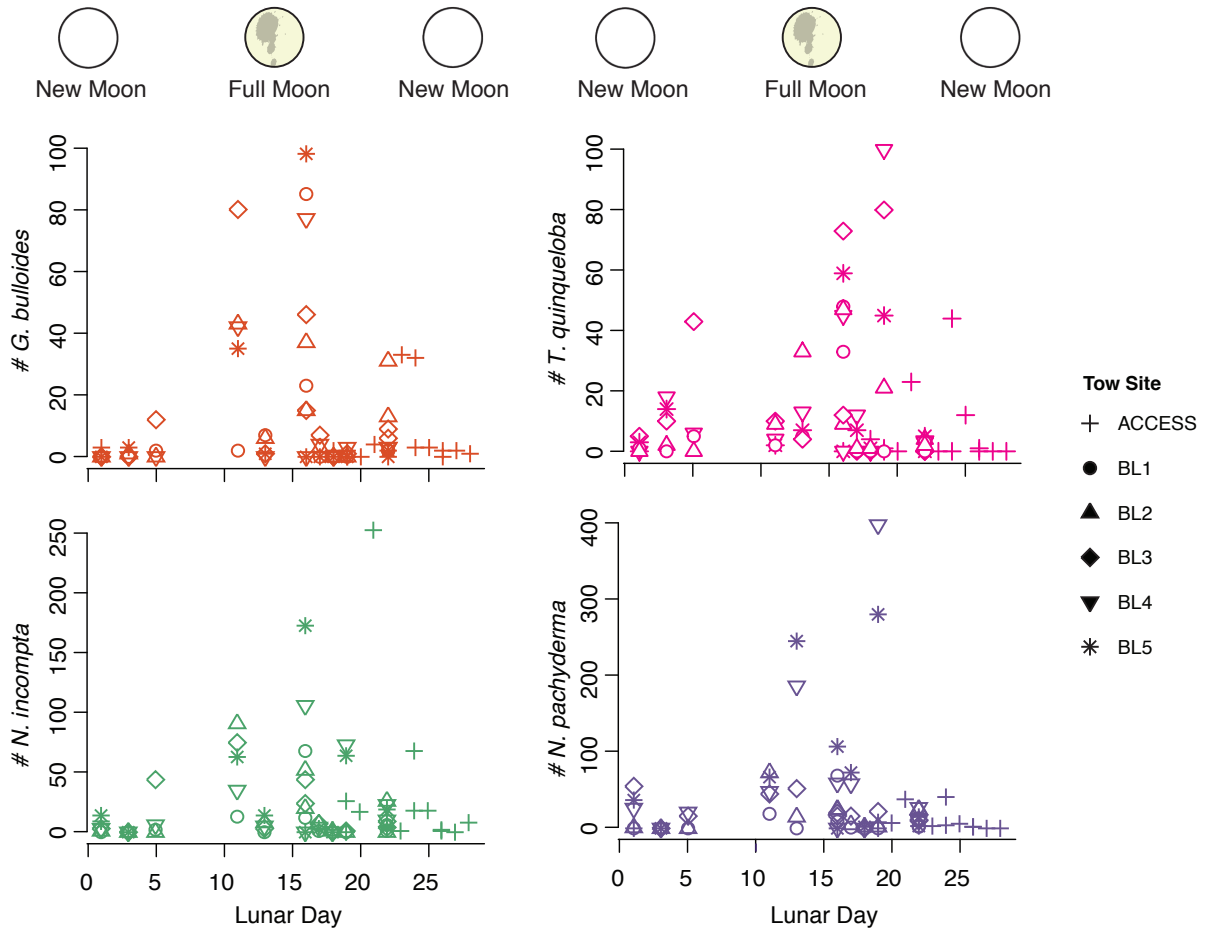 New Moon Full Moon New Moon New Moon Full Moon New Moon
# G. bulloides
0 20 40 60 80 100
# T. quinqueloba
0 20 40 60 80 100
Tow Site
ACCESS
BL1
BL2
BL3
BL4
BL5
# N. incompta
0 50 100 150 200 250
0 5 10 15 20 25
Lunar Day
# N. pachyderma
0 100 200 300 400
0 5 10 15 20 25
Lunar Day